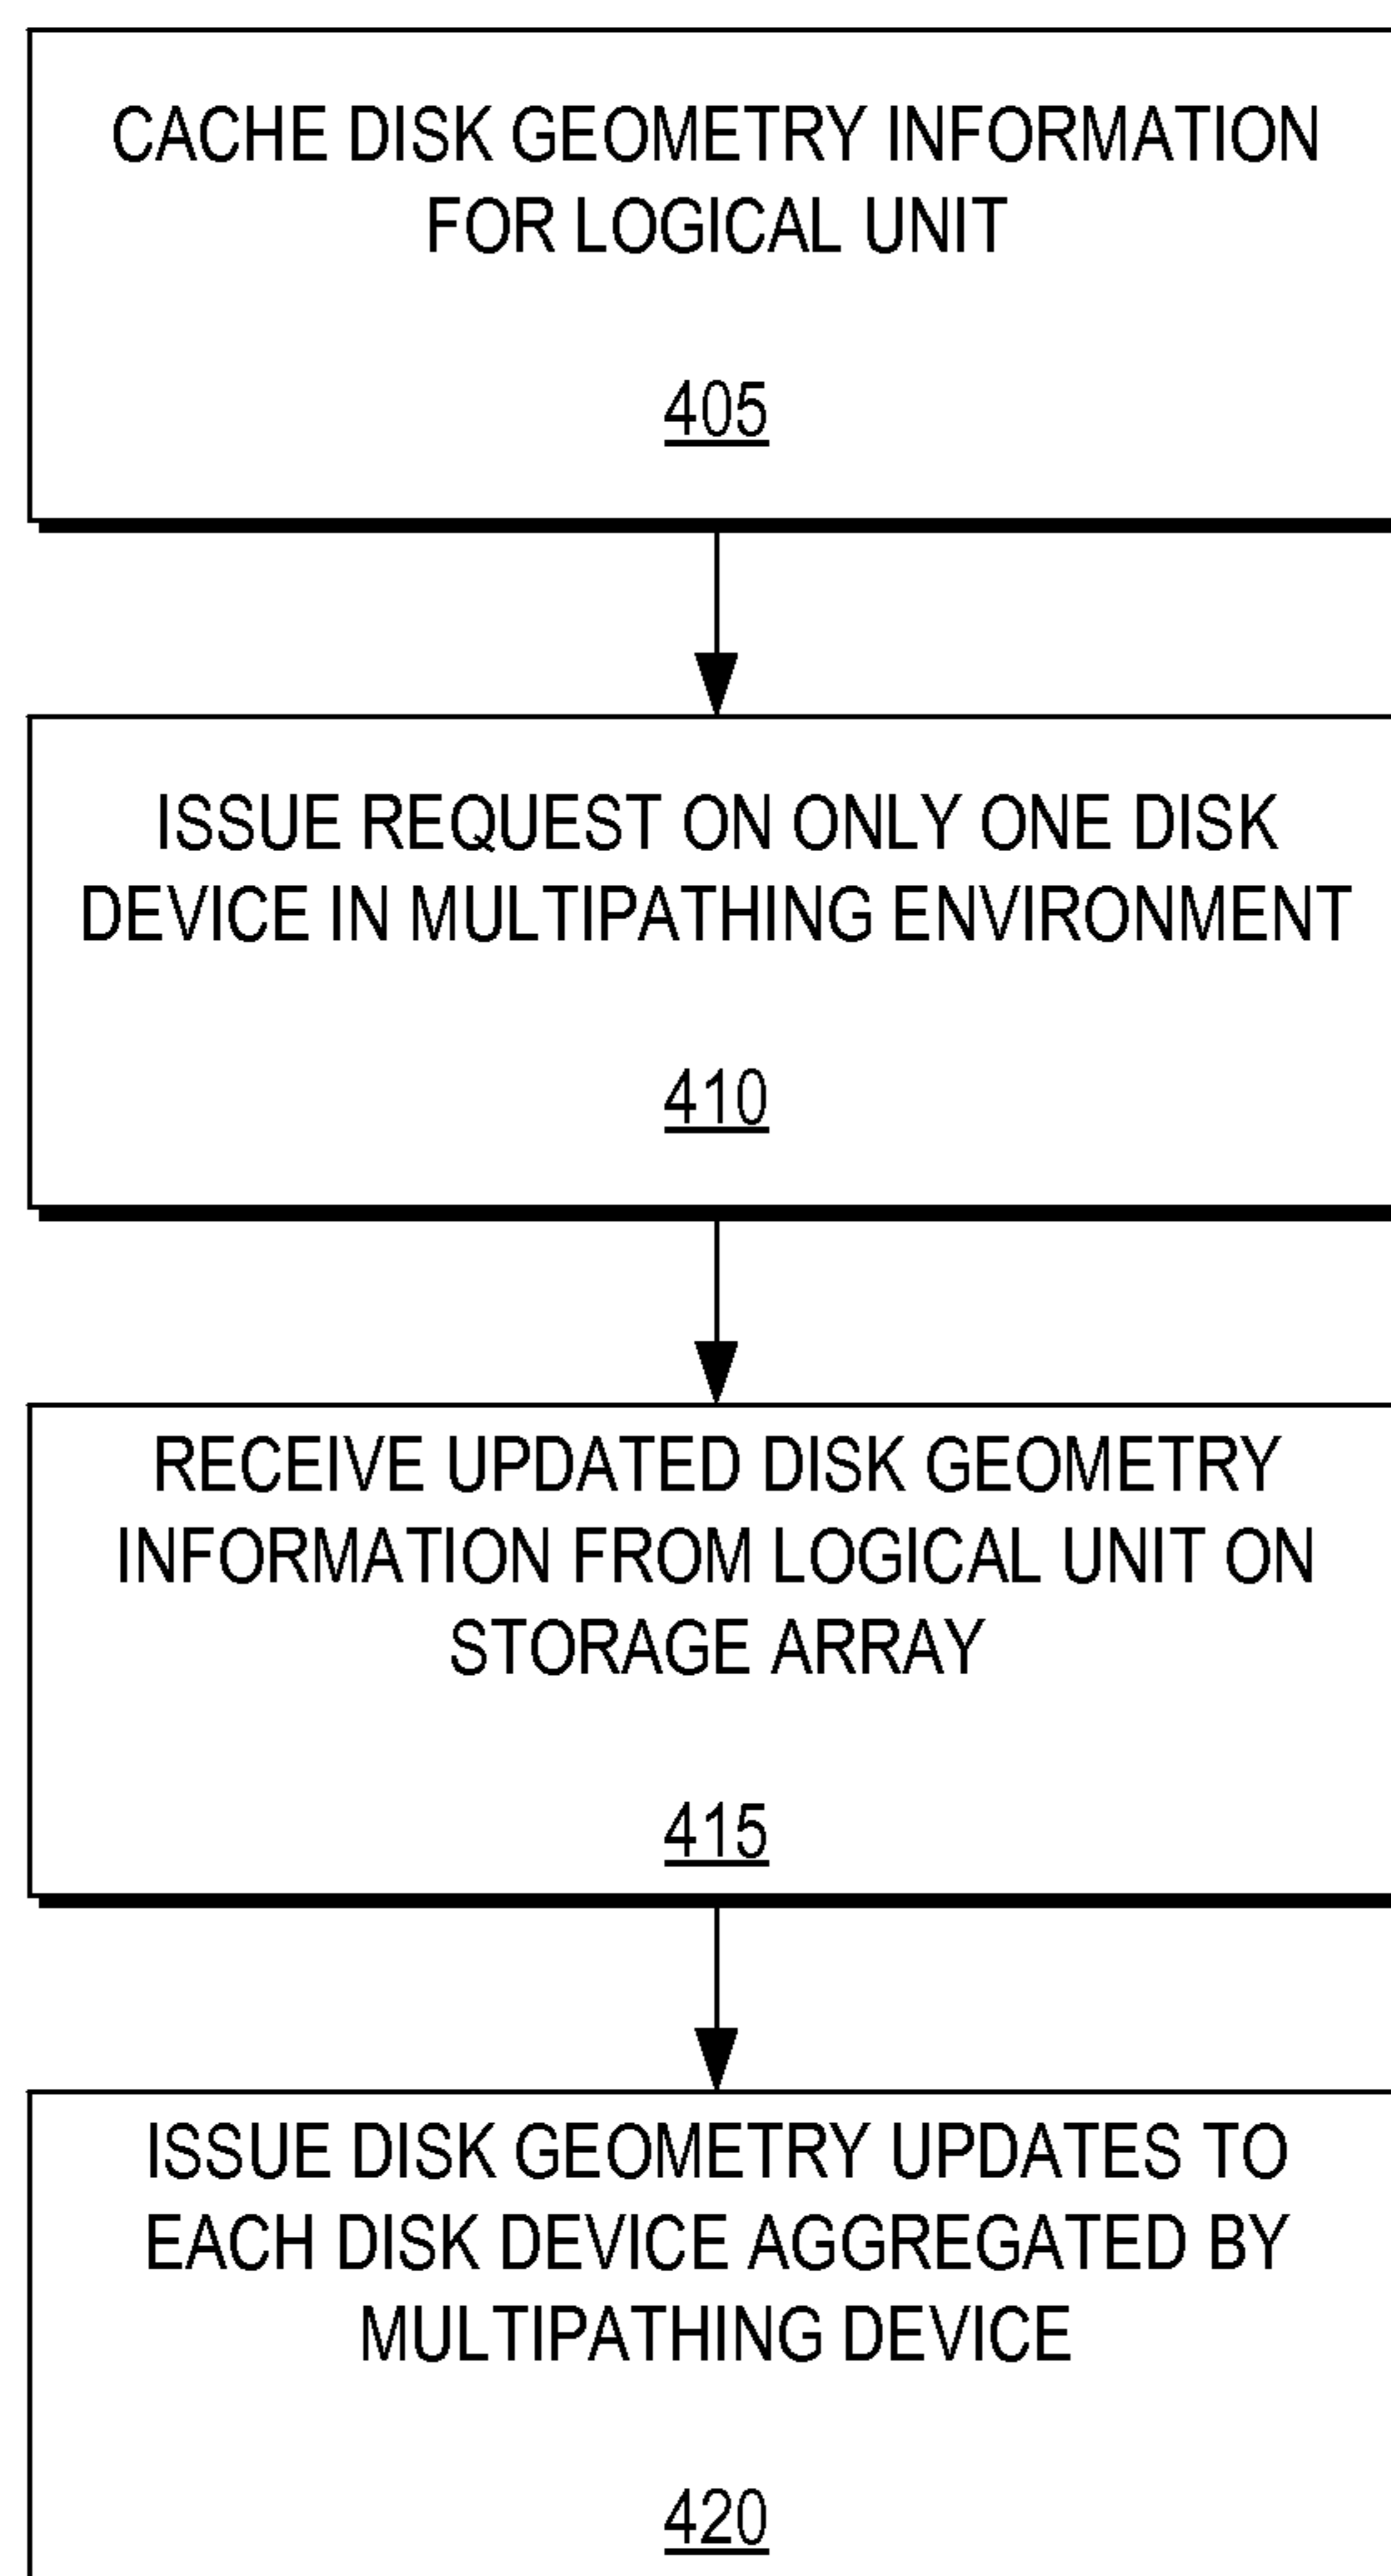 CACHE DISK GEOMETRY INFORMATION
FOR LOGICAL UNIT
405
ISSUE REQUEST ON ONLY ONE DISK
DEVICE IN MULTIPATHING ENVIRONMENT
410
RECEIVE UPDATED DISK GEOMETRY
INFORMATION FROM LOGICAL UNIT ON
STORAGE ARRAY
415
ISSUE DISK GEOMETRY UPDATES TO
EACH DISK DEVICE AGGREGATED BY
MULTIPATHING DEVICE
420